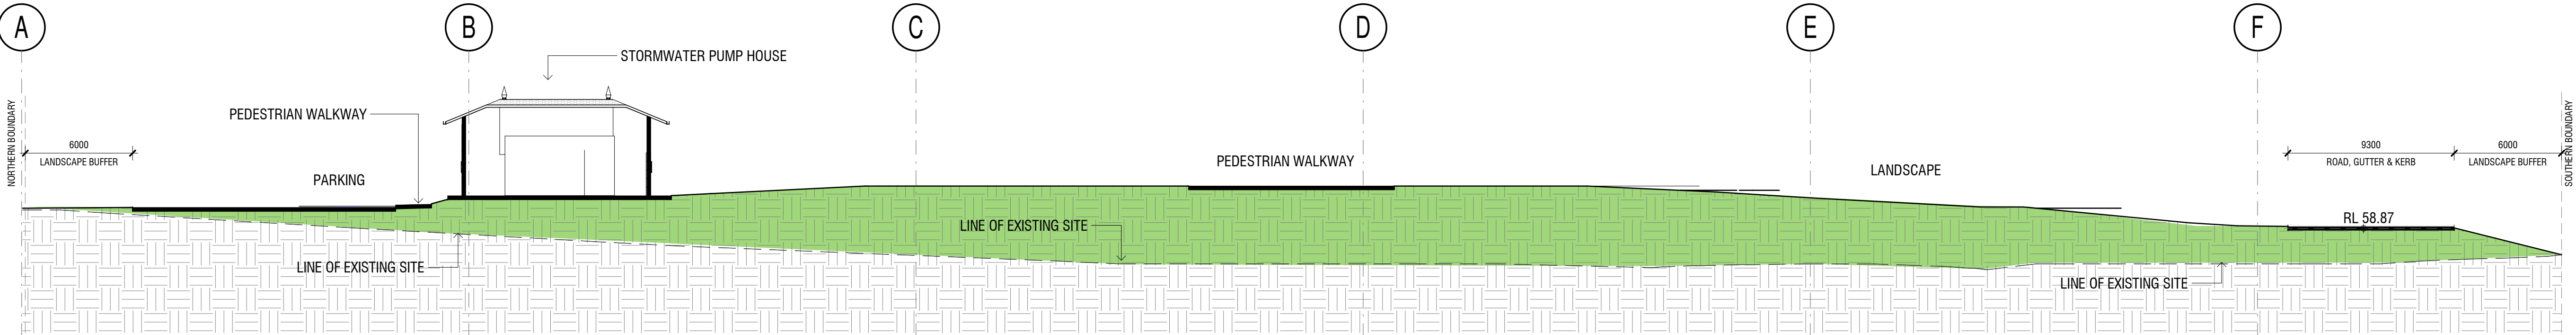 A
B
C
D
E
F
STORMWATER PUMP HOUSE
NORTHERN BOUNDARY
PEDESTRIAN WALKWAY
6000
LANDSCAPE BUFFER
PARKING
PEDESTRIAN WALKWAY
LANDSCAPE
9300
ROAD, GUTTER & KERB
6000
LANDSCAPE BUFFER
SOUTHERN BOUNDARY
RL 58.87
LINE OF EXISTING SITE
LINE OF EXISTING SITE
LINE OF EXISTING SITE